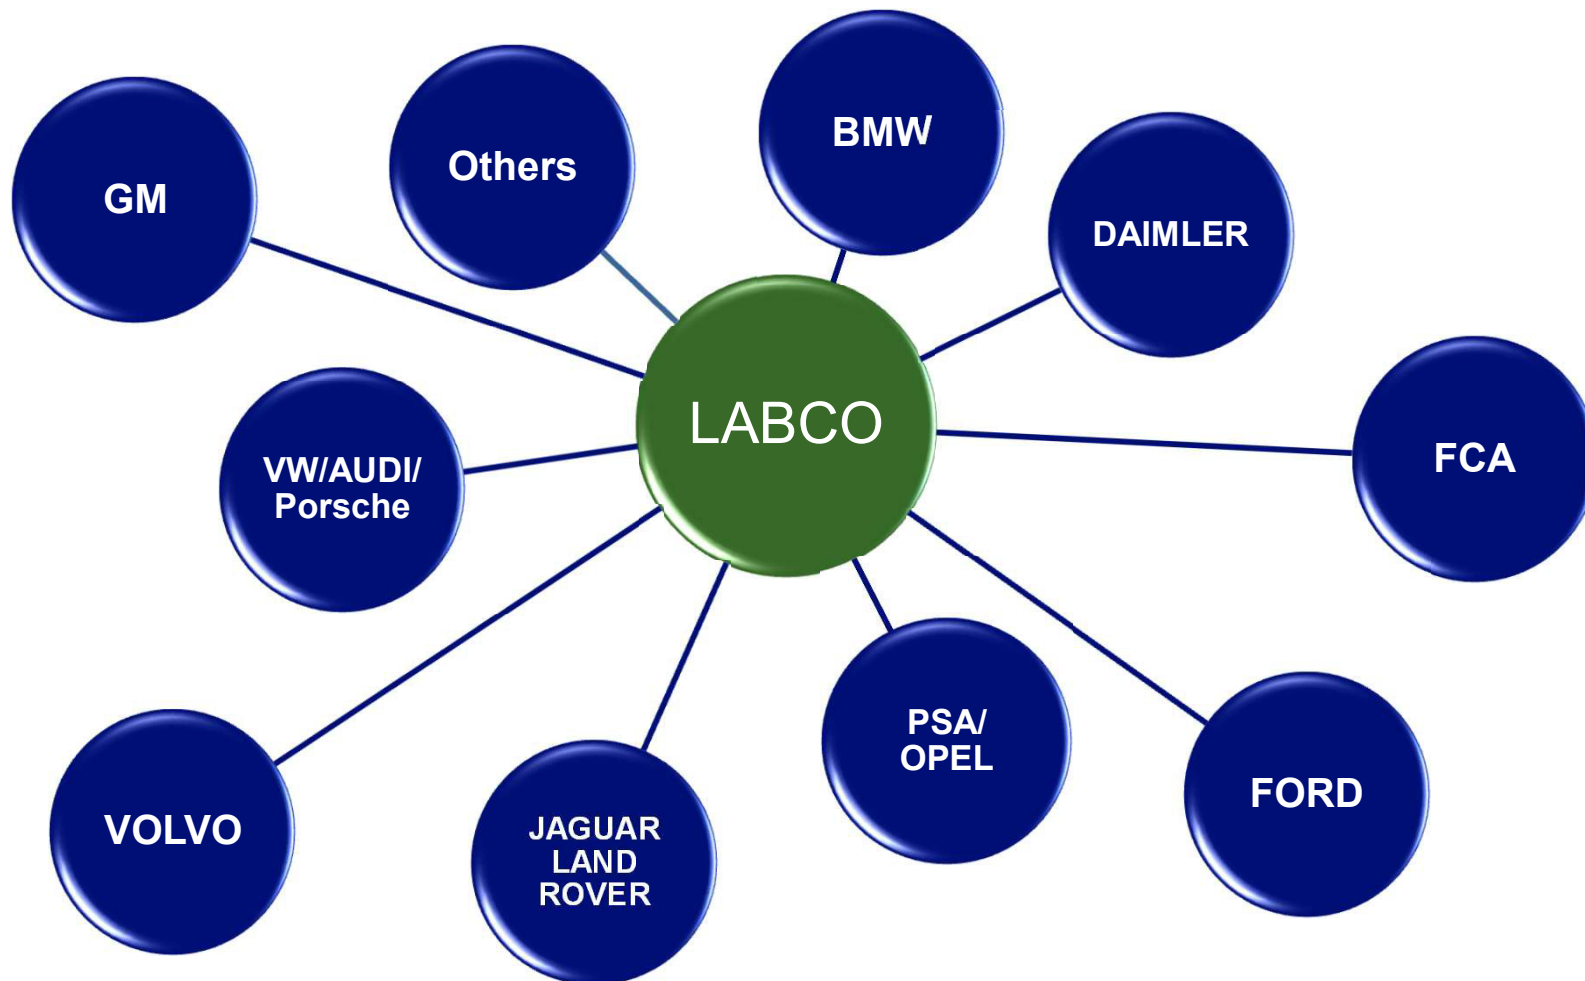 BMW
Others
GM
DAIMLER
LABCO
FCA
VW/AUDI/
Porsche
PSA/
OPEL
FORD
VOLVO
JAGUAR
LAND
ROVER